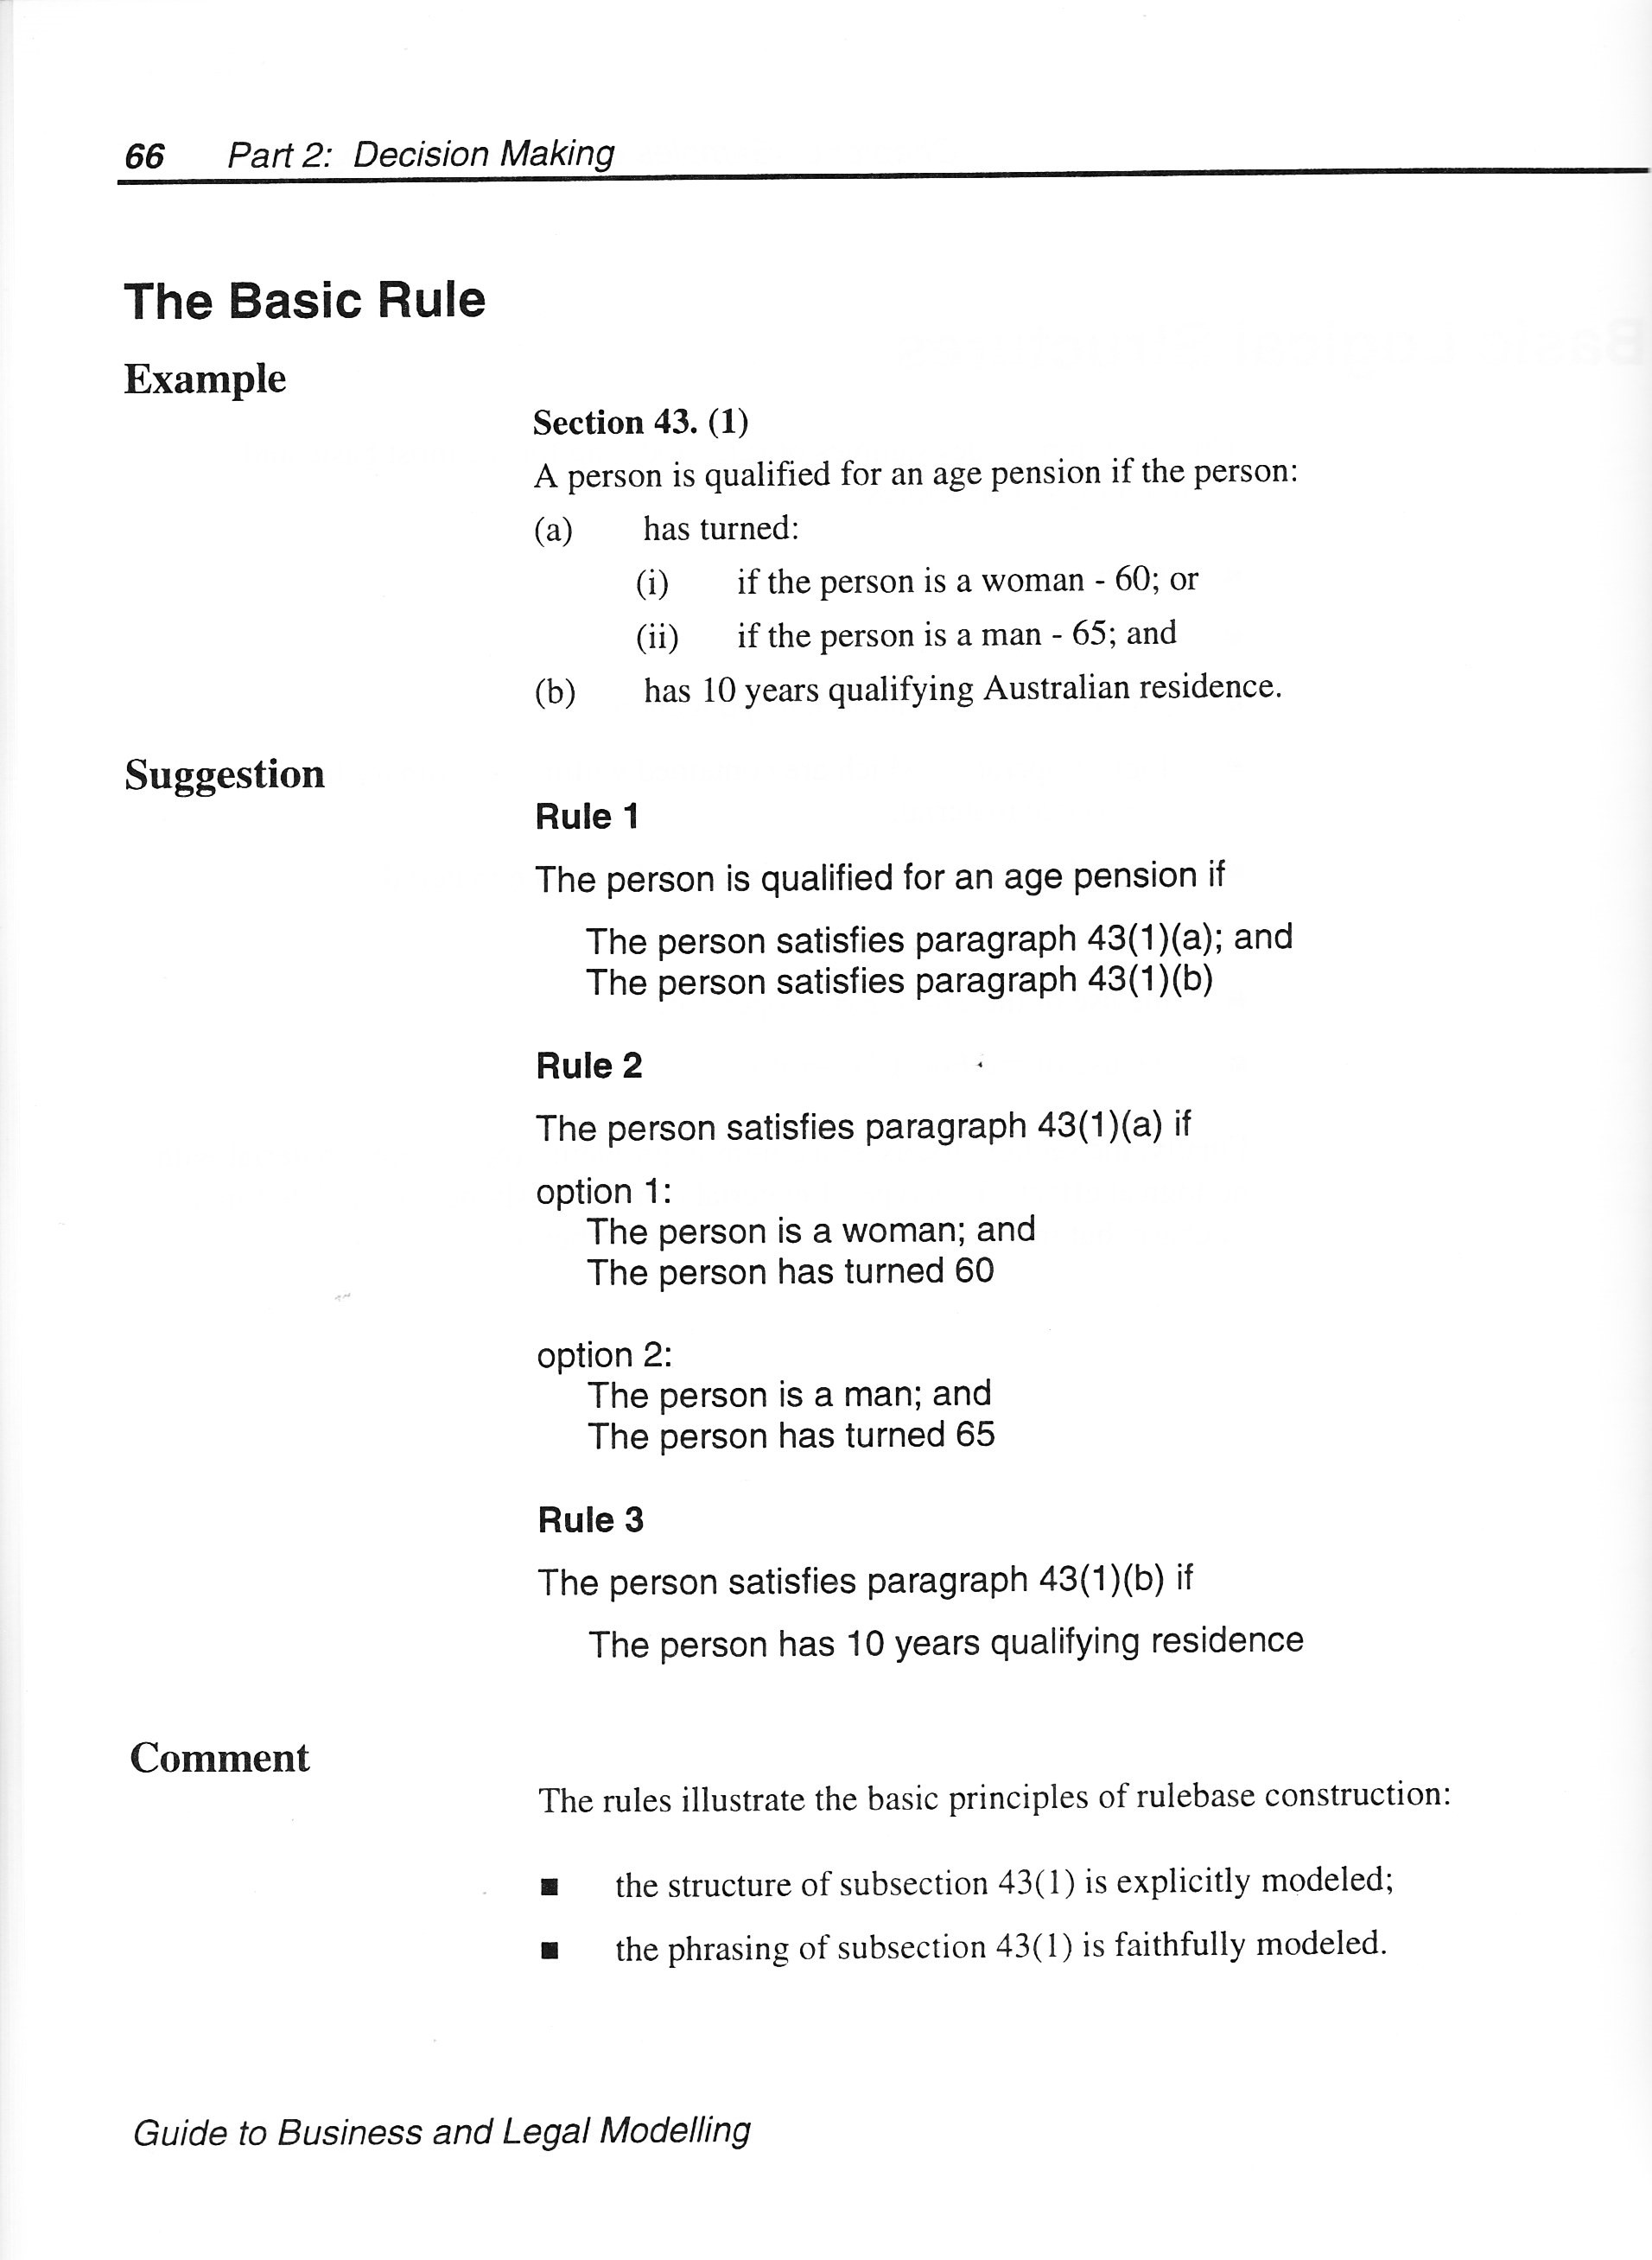 66 Part 2: Decision Making
The Basic Rule
Example
Section 43. (1)
A person is qualified for an age pension if the person:
(a) has turned:
(i) if the person is a woman - 60; or
(ii) if the person is a man - 65; and
(b) has 10 years qualifying Australian residence.
Suggestion
Rule 1
The person is qualified for an age pension if
The person satisfies paragraph 43(1)(a); and
The person satisfies paragraph 43(1)(b)
Rule 2
The person satisfies paragraph 43(1)(a) if
option 1:
The person is a woman; and
The person has turned 60
option 2:
The person is a man; and
The person has turned 65
Rule 3
The person satisfies paragraph 43(1)(b) if
The person has 10 years qualifying residence
Comment
The rules illustrate the basic principles of rulebase construction:
■ the structure of subsection 43(1) is explicitly modeled;
■ the phrasing of subsection 43(1) is faithfully modeled.
Guide to Business and Legal Modelling